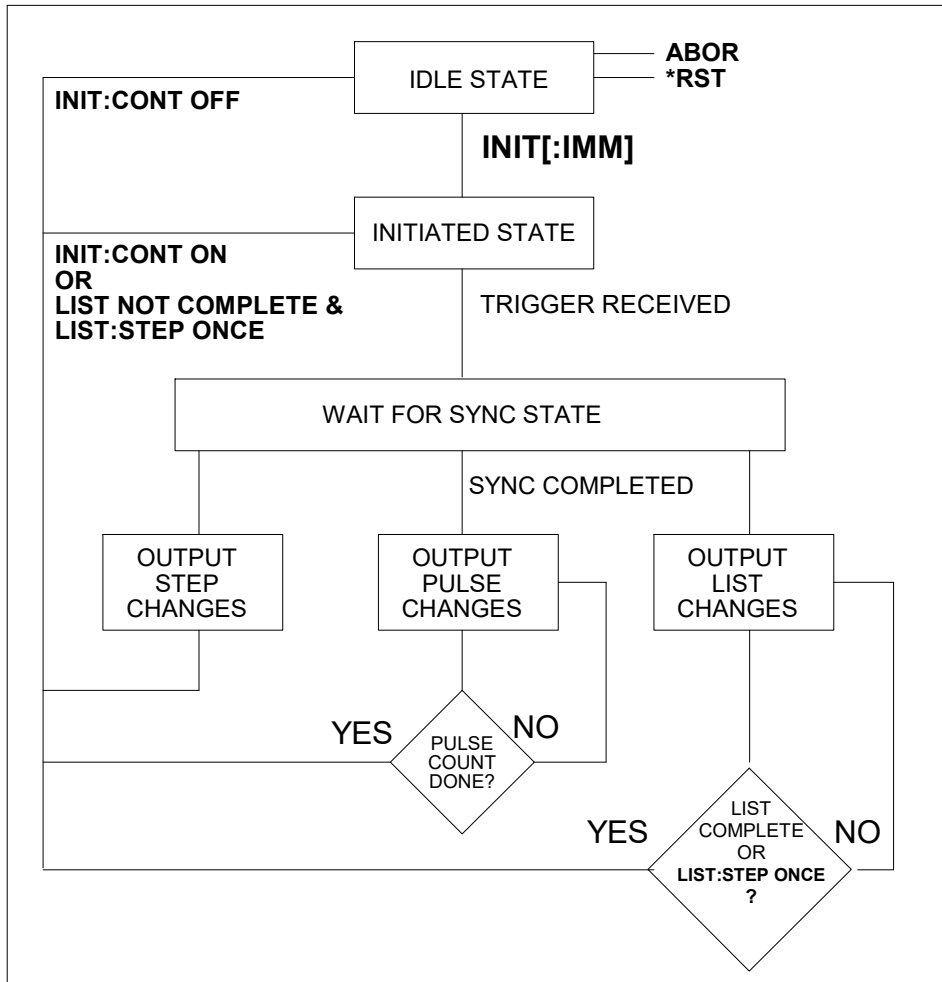 ABOR
*RST
IDLE STATE
INIT:CONT OFF
INIT[:IMM]
INITIATED STATE
INIT:CONT ON
OR
LIST NOT COMPLETE &
LIST:STEP ONCE
TRIGGER RECEIVED
WAIT FOR SYNC STATE
SYNC COMPLETED
OUTPUT
STEP
CHANGES
OUTPUT
PULSE
CHANGES
OUTPUT
LIST
CHANGES
YES
NO
PULSE
COUNT
DONE?
YES
NO
LIST
COMPLETE
OR
LIST:STEP ONCE
?